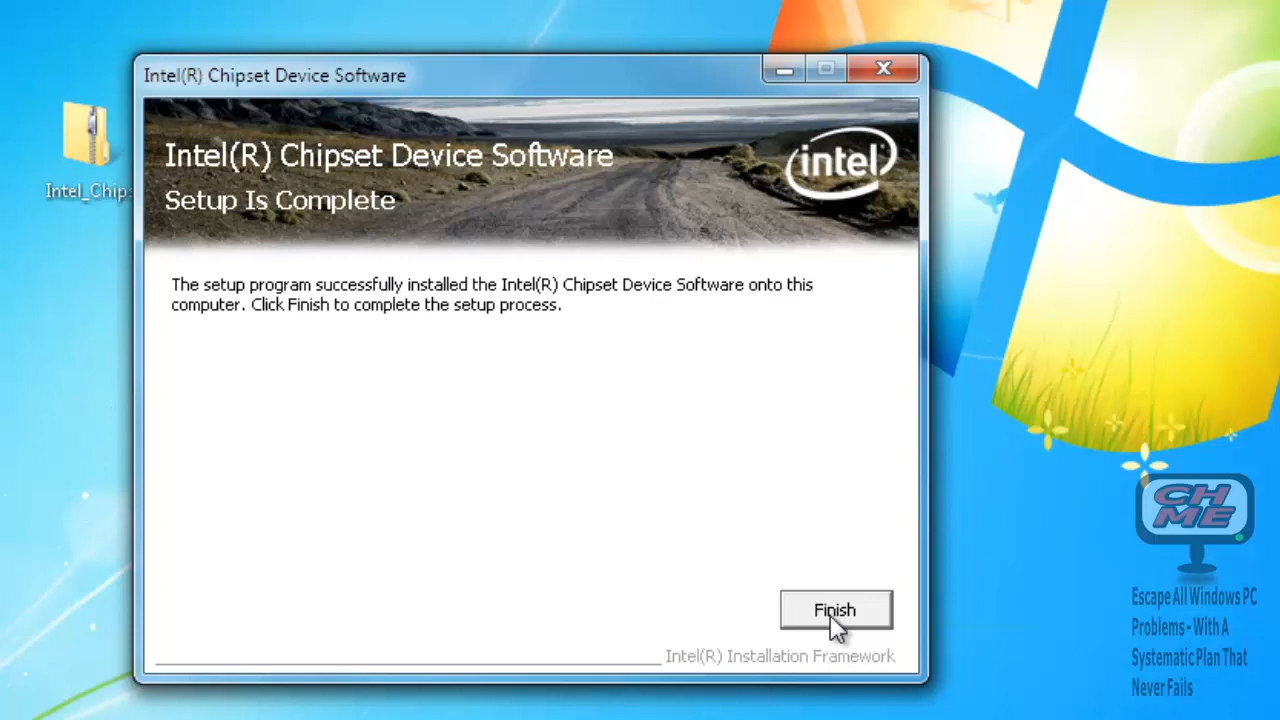 Intel(R) Chipset Device Software
Intel(R) Chipset Device Software
intel
Setup Is Complete
Intel_Chip.
The setup program successfully installed the Intel(R) Chipset Device Software onto this
computer. Click Finish to complete the setup process.
Finish
Intel(R) Installation Framework
CH
ME
Escape All Windows PC
Problems - With A
Systematic Plan That
Never Fails